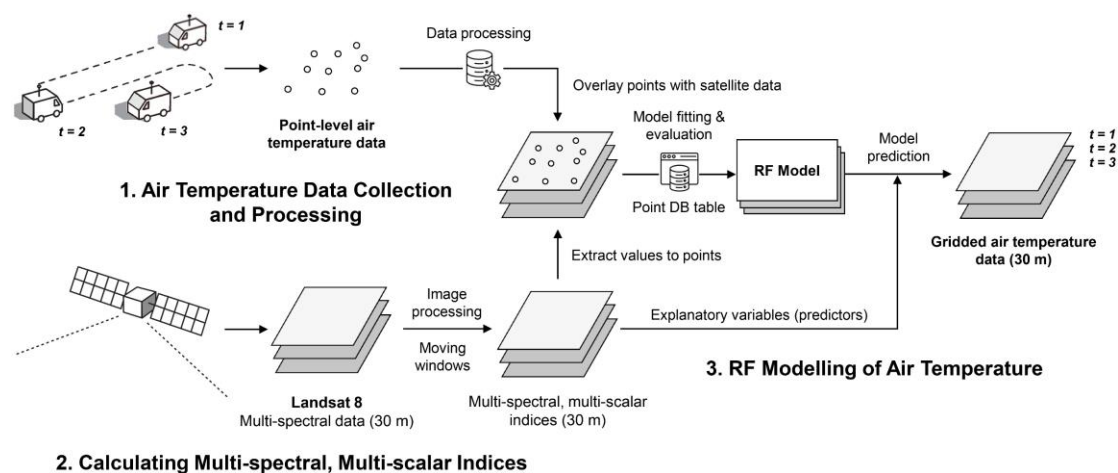 t = 1
t = 2
t = 3
Point-level air
temperature data
Data processing
Overlay points with satellite data
1. Air Temperature Data Collection
and Processing
Model fitting &
evaluation
Point DB table
RF Model
Model
prediction
t = 1
t = 2
t = 3
Gridded air temperature
data (30 m)
Extract values to points
Landsat 8
Multi-spectral data (30 m)
Image
processing
Moving
windows
Multi-spectral, multi-scalar
indices (30 m)
Explanatory variables (predictors)
3. RF Modelling of Air Temperature
2. Calculating Multi-spectral, Multi-scalar Indices